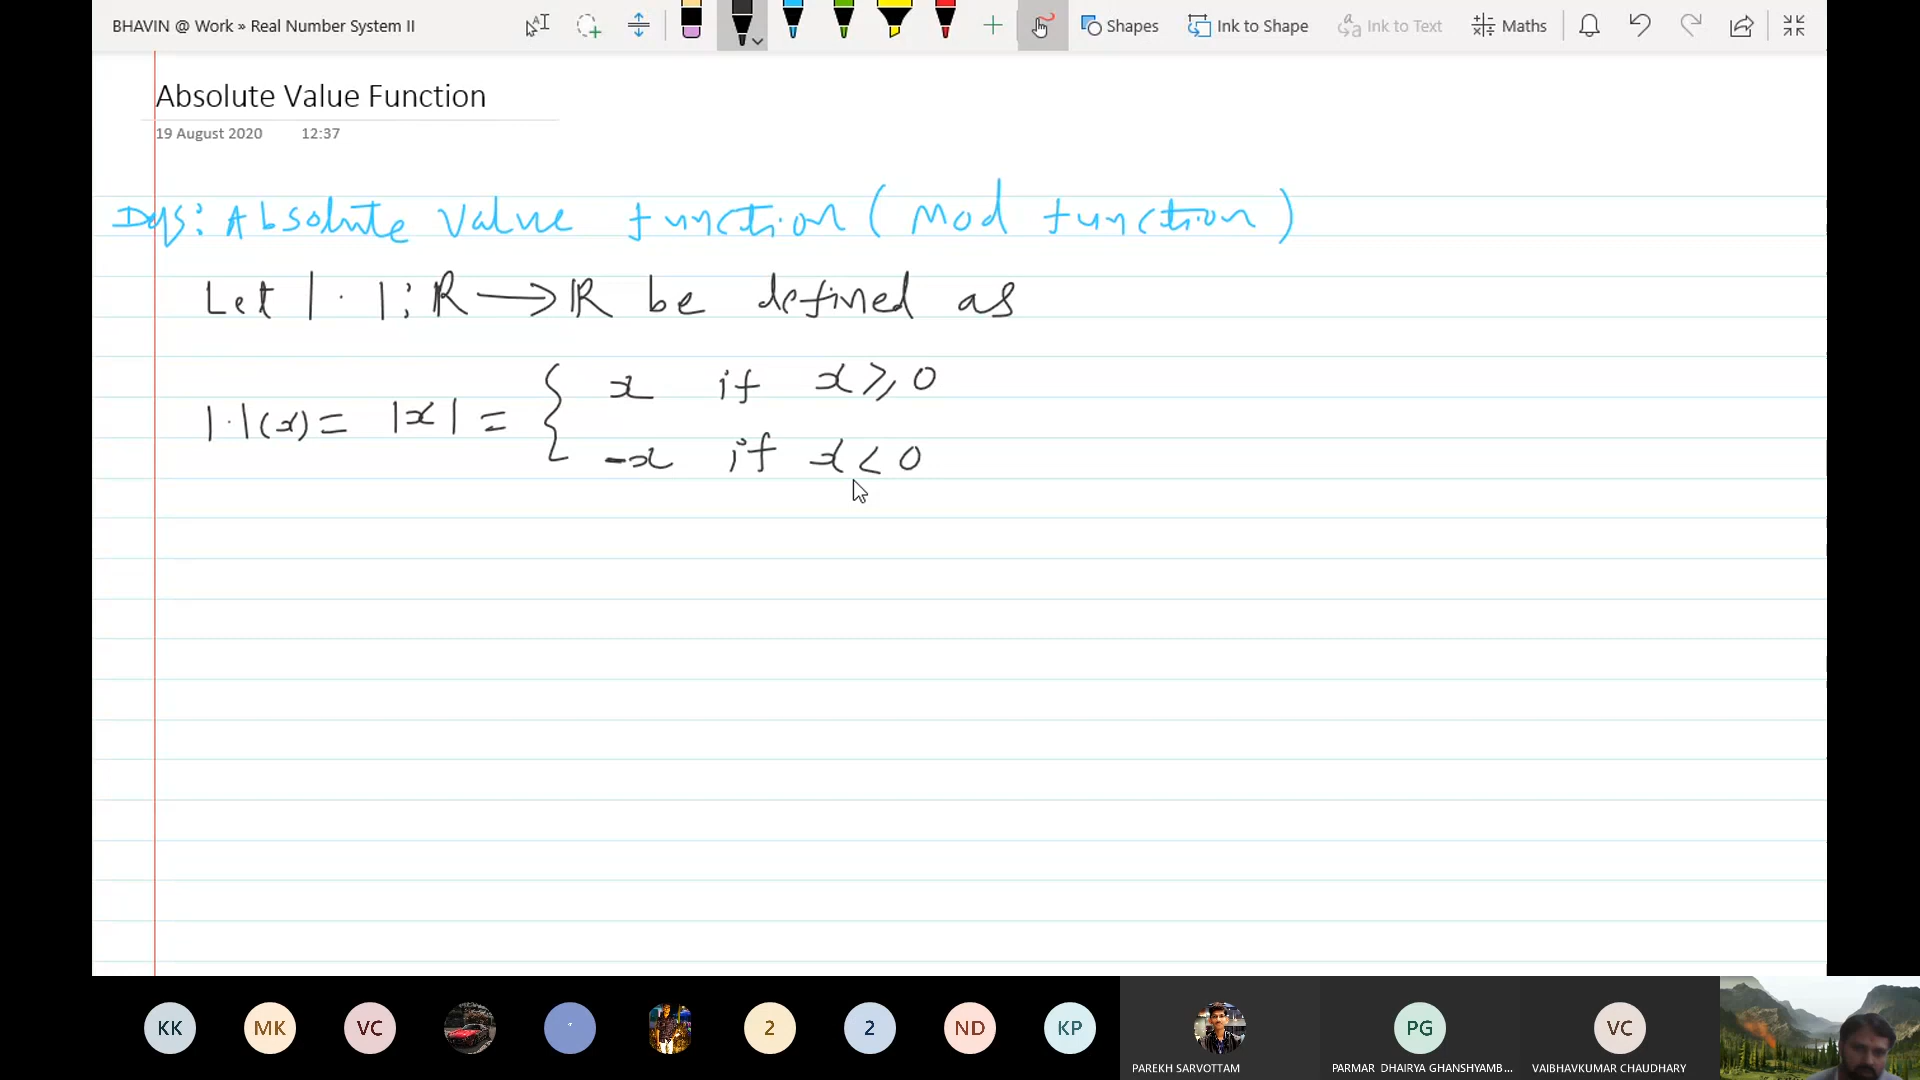 BHAVIN @ Work » Real Number System II
Shapes
Ink to Shape
Ink to Text
Maths
Absolute Value Function
19 August 2020 12:37
Defs: Absolute Value function (Mod function)
Let |·| : ℝ ⟶ ℝ be defined as
|·|(x) = |x| = { x if x ⩾ 0
-x if x < 0
KK MK VC 2 2 ND KP PG VC
PAREKH SARVOTTAM PARMAR DHAIRYA GHANSHYAMB... VAIBHAVKUMAR CHAUDHARY